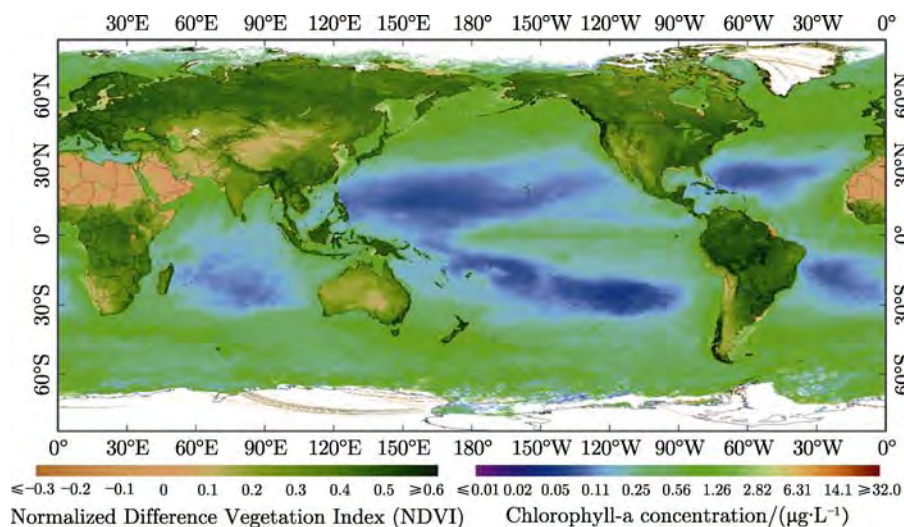 0° 30°E 60°E 90°E 120°E 150°E 180° -150°W -120°W -90°W -60°W -30°W 0°
60°N 60°N
30°N 30°N
0° 0°
30°S 30°S
60°S 60°S
0° 30°E 60°E 90°E 120°E 150°E 180° -150°W -120°W -90°W -60°W -30°W 0°
⩽-0.3 -0.2 -0.1 0 0.1 0.2 0.3 0.4 0.5 ⩾0.6 ⩽0.01 0.02 0.05 0.11 0.25 0.56 1.26 2.82 6.31 14.1 ⩾32.0
Normalized Difference Vegetation Index (NDVI) Chlorophyll-a concentration/(μg·L⁻¹)